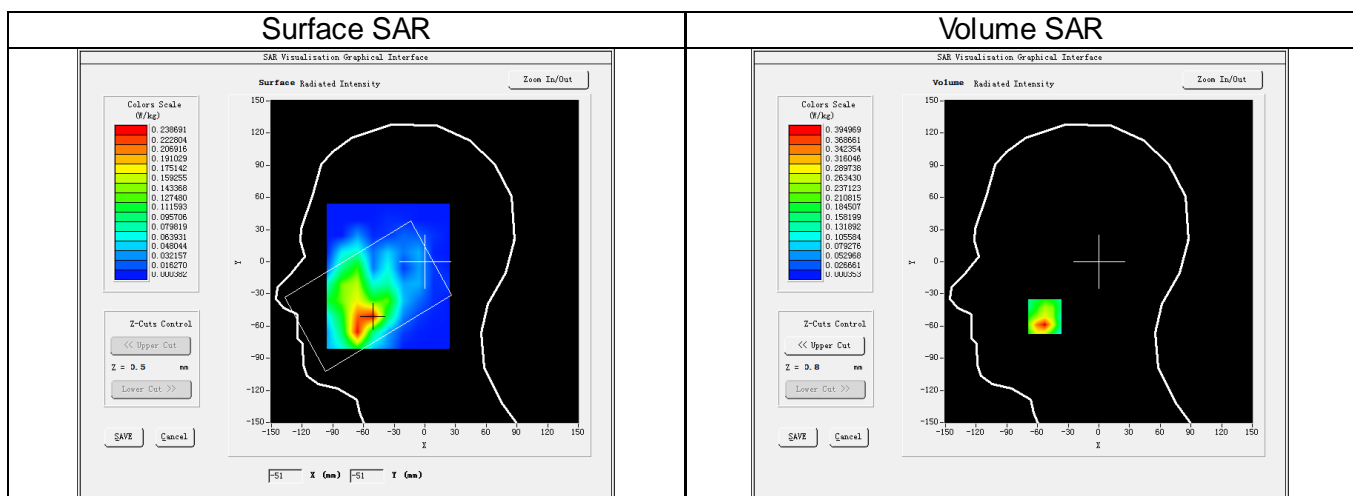 Surface SAR
SAR Visualisation Graphical Interface
Surface Radiated Intensity
Zoom In/Out
Colors Scale
(W/kg)
0.238691
0.222804
0.206916
0.191029
0.175142
0.159255
0.143368
0.127480
0.111593
0.095706
0.079819
0.063931
0.048044
0.032157
0.016270
0.000382
Z-Cuts Control
<< Upper Cut
Z = 0.5 mm
Lower Cut >>
SAVE Cancel
150
120
90
60
30
0
-30
-60
-90
-120
-150
Y
-150 -120 -90 -60 -30 0 30 60 90 120 150
X
-51 X (mm) -51 Y (mm)
Volume SAR
SAR Visualisation Graphical Interface
Volume Radiated Intensity
Zoom In/Out
Colors Scale
(W/kg)
0.394969
0.368661
0.342354
0.316046
0.289738
0.263430
0.237123
0.210815
0.184507
0.158199
0.131892
0.105584
0.079276
0.052968
0.026661
0.000353
Z-Cuts Control
<< Upper Cut
Z = 0.8 mm
Lower Cut >>
SAVE Cancel
150
120
90
60
30
0
-30
-60
-90
-120
-150
Y
-150 -120 -90 -60 -30 0 30 60 90 120 150
X